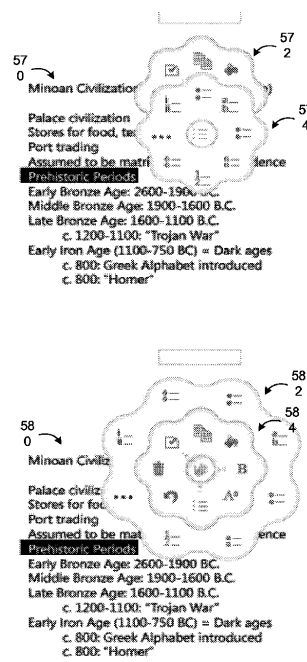 57
2
57
0
Minoan Civilization )
57
4
Palace civilization
Stores for food,
Port trading
Assumed to be
Prehistoric Periods
Early Bronze Age: 2600-1900 B.C.
Middle Bronze Age: 1900-1600 B.C.
Late Bronze Age: 1600-1100 B.C.
c. 1200-1100: "Trojan War"
Early Iron Age (1100-750 BC) = Dark ages
c. 800: Greek Alphabet introduced
c. 800: "Homer"
58
2
58
0
58
4
Minoan Civiliz
B
Palace civiliz
A
Stores for foo
Port trading
Assumed to be mat ence
Prehistoric Periods
Early Bronze Age: 2600-1900 BC.
Middle Bronze Age: 1900-1600 B.C.
Late Bronze Age: 1600-1100 B.C.
c. 1200-1100: "Trojan War"
Early Iron Age (1100-750 BC) = Dark ages
c. 800: Greek Alphabet introduced
c. 800: "Homer"